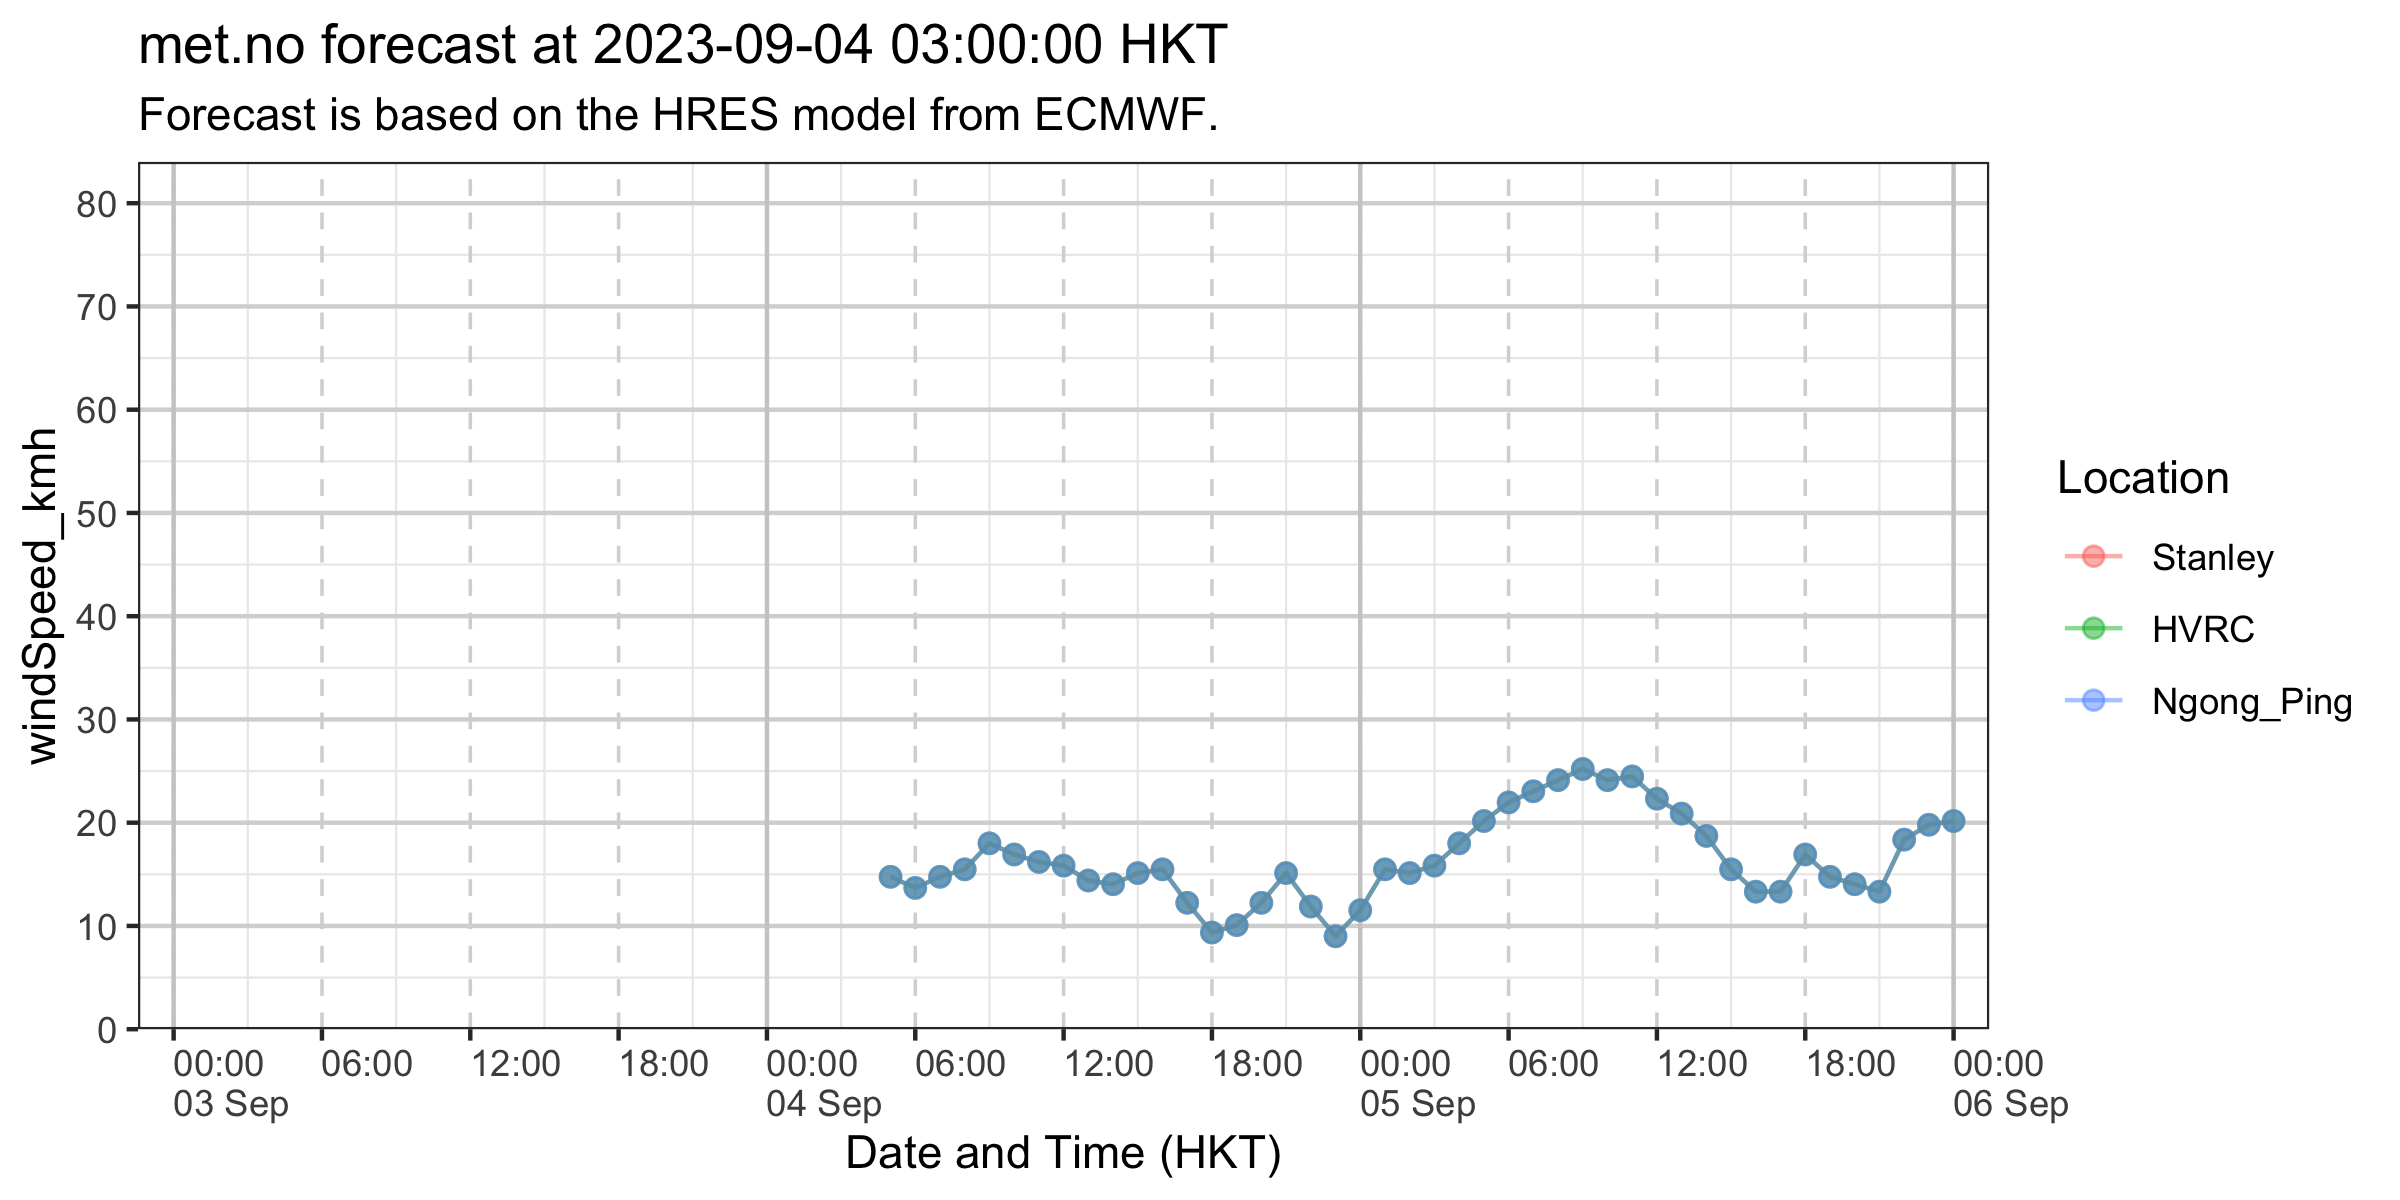 met.no forecast at 2023-09-04 03:00:00 HKT
Forecast is based on the HRES model from ECMWF.
windSpeed_kmh
80
70
60
50
40
30
20
10
0
00:00 06:00 12:00 18:00 00:00 06:00 12:00 18:00 00:00 06:00 12:00 18:00 00:00
03 Sep 04 Sep 05 Sep 06 Sep
Date and Time (HKT)
Location
Stanley
HVRC
Ngong_Ping